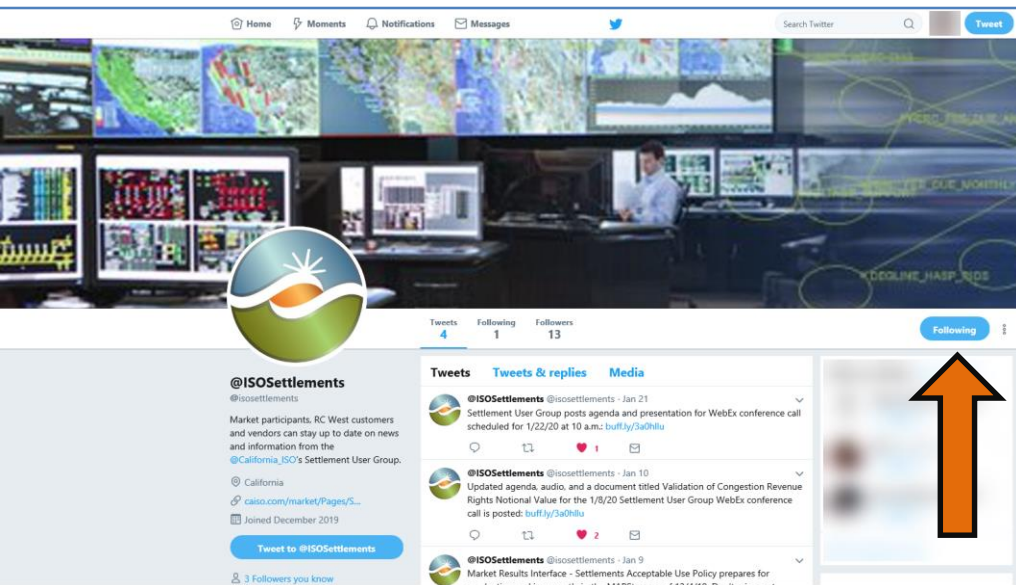 Home Moments Notifications Messages Search Twitter Tweet
DEGLINE_HASP_RIDS
Tweets Following Followers
4 1 13
Following
Tweets Tweets & replies Media
@ISOSettlements
@isosettlements
Market participants, RC West customers
and vendors can stay up to date on news
and information from the
@California_ISO's Settlement User Group.
California
caiso.com/market/Pages/S...
Joined December 2019
Tweet to @ISOSettlements
3 Followers you know
@ISOSettlements @isosettlements - Jan 21
Settlement User Group posts agenda and presentation for WebEx conference call
scheduled for 1/22/20 at 10 a.m.: buff.ly/3a0hllu
1
@ISOSettlements @isosettlements - Jan 10
Updated agenda, audio, and a document titled Validation of Congestion Revenue
Rights Notional Value for the 1/8/20 Settlement User Group WebEx conference
call is posted: buff.ly/3a0hllu
2
@ISOSettlements @isosettlements - Jan 9
Market Results Interface - Settlements Acceptable Use Policy prepares for